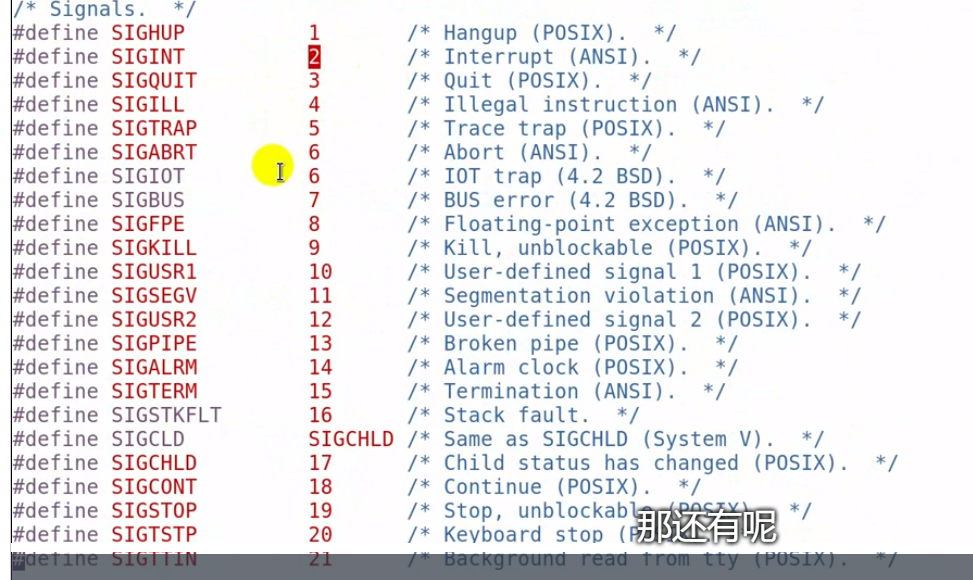 /* Signals.  */
#define SIGHUP 1 /* Hangup (POSIX).  */
#define SIGINT 2 /* Interrupt (ANSI).  */
#define SIGQUIT 3 /* Quit (POSIX).  */
#define SIGILL 4 /* Illegal instruction (ANSI).  */
#define SIGTRAP 5 /* Trace trap (POSIX).  */
#define SIGABRT 6 /* Abort (ANSI).  */
#define SIGIOT 6 /* IOT trap (4.2 BSD).  */
#define SIGBUS 7 /* BUS error (4.2 BSD).  */
#define SIGFPE 8 /* Floating-point exception (ANSI).  */
#define SIGKILL 9 /* Kill, unblockable (POSIX).  */
#define SIGUSR1 10 /* User-defined signal 1 (POSIX).  */
#define SIGSEGV 11 /* Segmentation violation (ANSI).  */
#define SIGUSR2 12 /* User-defined signal 2 (POSIX).  */
#define SIGPIPE 13 /* Broken pipe (POSIX).  */
#define SIGALRM 14 /* Alarm clock (POSIX).  */
#define SIGTERM 15 /* Termination (ANSI).  */
#define SIGSTKFLT 16 /* Stack fault.  */
#define SIGCLD SIGCHLD /* Same as SIGCHLD (System V).  */
#define SIGCHLD 17 /* Child status has changed (POSIX).  */
#define SIGCONT 18 /* Continue (POSIX).  */
#define SIGSTOP 19 /* Stop, unblockable (POSIX).  */
#define SIGTSTP 20 /* Keyboard stop
那还有呢
#define SIGTTIN 21 /* Background read from tty (POSIX).  */